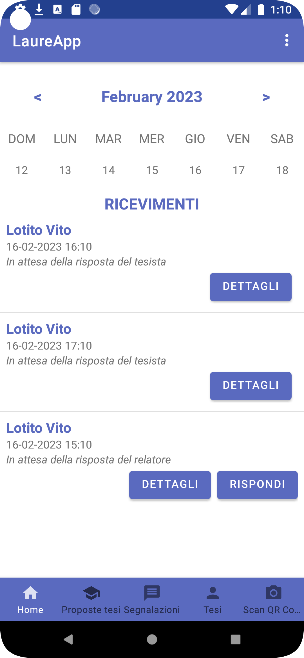 1:10
LaureApp
< February 2023 >
DOM LUN MAR MER GIO VEN SAB
12 13 14 15 16 17 18
RICEVIMENTI
Lotito Vito
16-02-2023 16:10
In attesa della risposta del tesista
DETTAGLI
Lotito Vito
16-02-2023 17:10
In attesa della risposta del tesista
DETTAGLI
Lotito Vito
16-02-2023 15:10
In attesa della risposta del relatore
DETTAGLI RISPONDI
Home Proposte tesi Segnalazioni Tesi Scan QR Co...